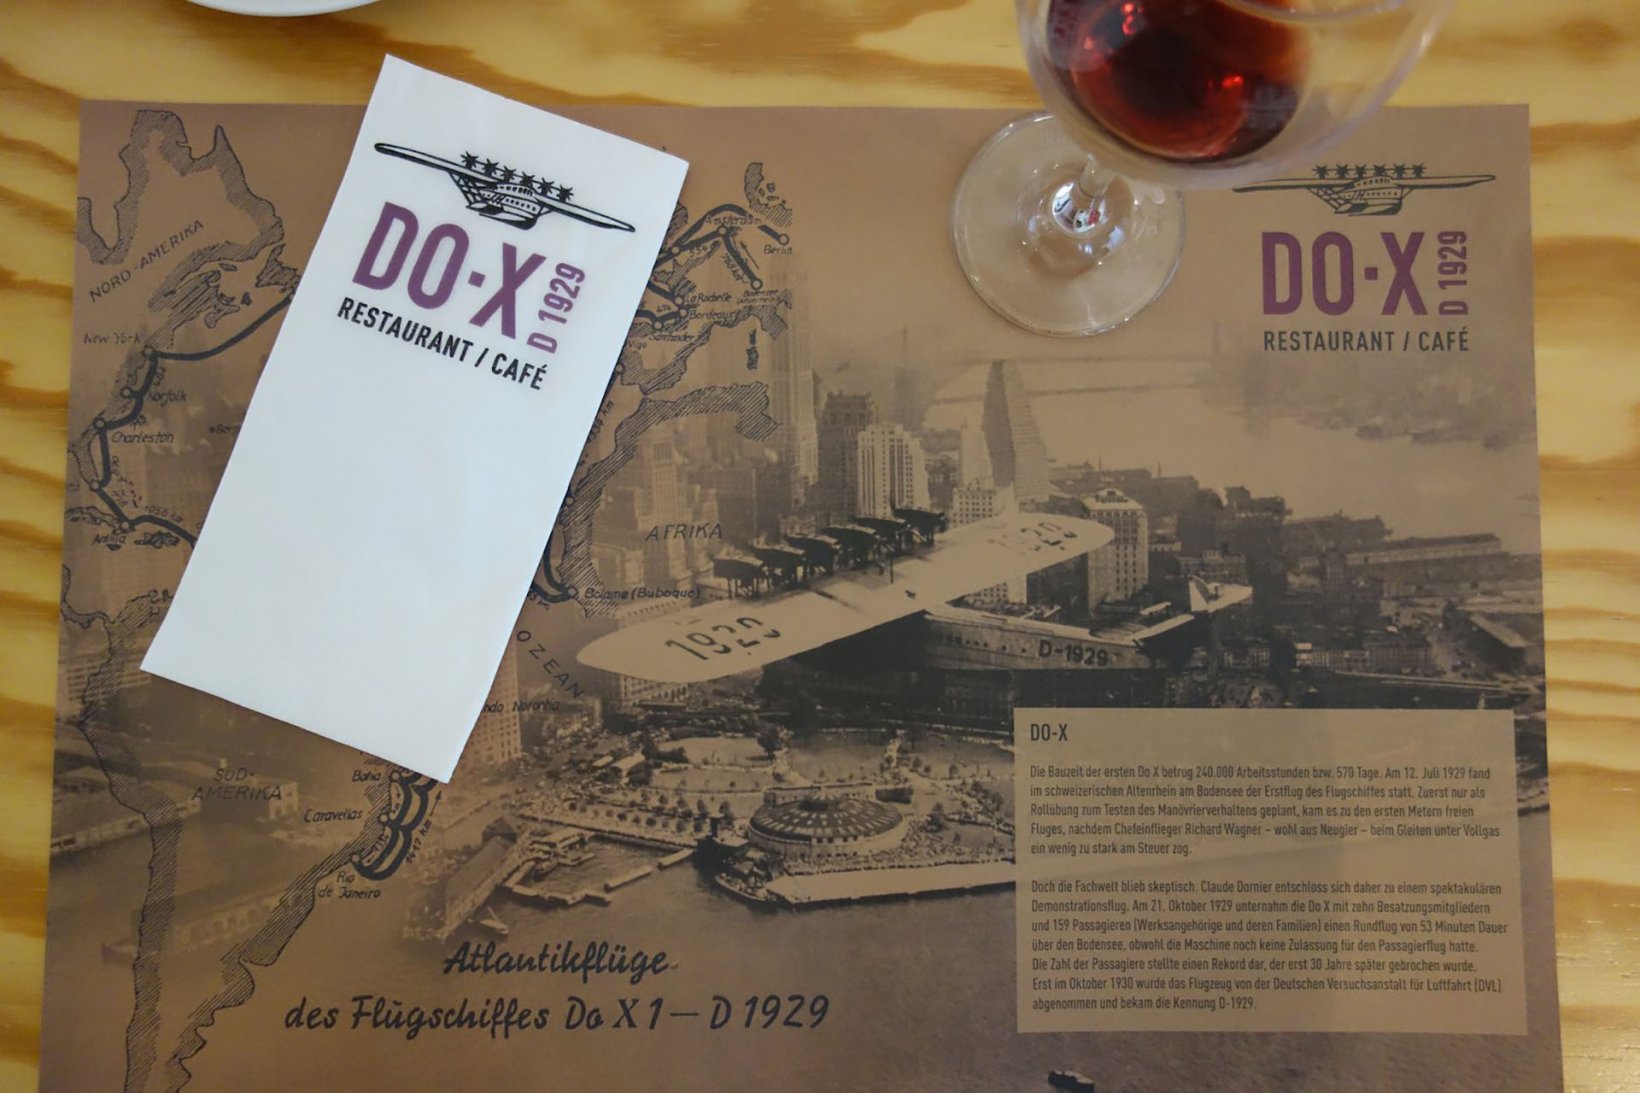 DO-X
D 1929
RESTAURANT / CAFÉ
DO-X
D 1929
RESTAURANT / CAFÉ
NORD-AMERIKA
New York
Norfolk
Charleston
Amsterdam
Berlin
La Rochelle
Bordeaux
Santander
Vigo
1056 km
Antilla
AFRIKA
Bolama (Buboque)
OZEAN
Noronha
SÜD-
AMERIKA
Bahia
Caravellas
Rio
de Janeiro
1929
D-1929
Atlantikflüge
des Flugschiffes Do X 1 – D 1929
DO-X
Die Bauzeit der ersten Do X betrug 240.000 Arbeitsstunden bzw. 570 Tage. Am 12. Juli 1929 fand
im schweizerischen Altenrhein am Bodensee der Erstflug des Flugschiffes statt. Zuerst nur als
Rollübung zum Testen des Manövrierverhaltens geplant, kam es zu den ersten Metern freien
Fluges, nachdem Chefeinflieger Richard Wagner – wohl aus Neugier – beim Gleiten unter Vollgas
ein wenig zu stark am Steuer zog.
Doch die Fachwelt blieb skeptisch. Claude Dornier entschloss sich daher zu einem spektakulären
Demonstrationsflug. Am 21. Oktober 1929 unternahm die Do X mit zehn Besatzungsmitgliedern
und 159 Passagieren (Werksangehörige und deren Familien) einen Rundflug von 53 Minuten Dauer
über den Bodensee, obwohl die Maschine noch keine Zulassung für den Passagierflug hatte.
Die Zahl der Passagiere stellte einen Rekord dar, der erst 30 Jahre später gebrochen wurde.
Erst im Oktober 1930 wurde das Flugzeug von der Deutschen Versuchsanstalt für Luftfahrt (DVL)
abgenommen und bekam die Kennung D-1929.